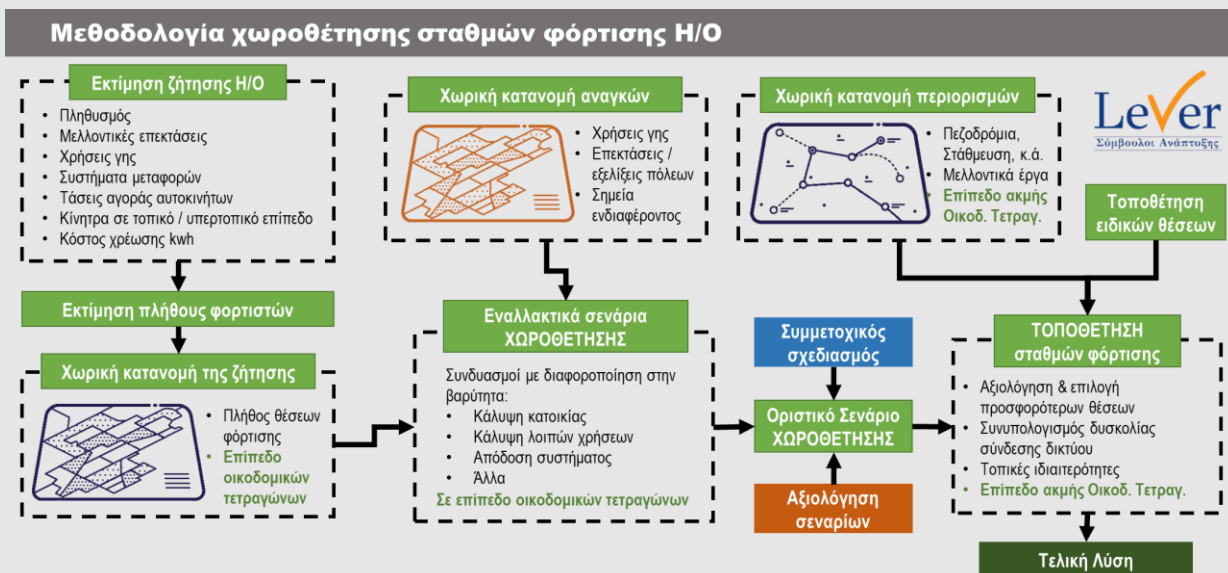 Μεθοδολογία χωροθέτησης σταθμών φόρτισης Η/Ο
Εκτίμηση ζήτησης Η/Ο
• Πληθυσμός
• Μελλοντικές επεκτάσεις
• Χρήσεις γης
• Συστήματα μεταφορών
• Τάσεις αγοράς αυτοκινήτου
• Κίνητρα σε τοπικό / υπερτοπικό επίπεδο
• Κόστος χρέωσης kwh
Χωρική κατανομή αναγκών
• Χρήσεις γης
• Επεκτάσεις /
εξελίξεις πόλεων
• Σημεία
ενδιαφέροντος
Χωρική κατανομή περιορισμών
• Πεζοδρόμια,
Στάθμευση, κ.ά.
• Μελλοντικά έργα
• Επίπεδο ακμής
Οικοδ. Τετραγ.
LeVer
Σύμβουλοι Ανάπτυξης
Τοποθέτηση
ειδικών θέσεων
Εκτίμηση πλήθους φορτιστών
Χωρική κατανομή της ζήτησης
• Πλήθος θέσεων
φόρτισης
• Επίπεδο
οικοδομικών
τετραγώνων
Εναλλακτικά σενάρια
ΧΩΡΟΘΕΤΗΣΗΣ
Συνδυασμοί με διαφοροποίηση στην
βαρύτητα:
• Κάλυψη κατοικίας
• Κάλυψη λοιπών χρήσεων
• Απόδοση συστήματος
• Άλλα
Σε επίπεδο οικοδομικών τετραγώνων
Συμμετοχικός
σχεδιασμός
Οριστικό Σενάριο
ΧΩΡΟΘΕΤΗΣΗΣ
Αξιολόγηση
σεναρίων
ΤΟΠΟΘΕΤΗΣΗ
σταθμών φόρτισης
• Αξιολόγηση & επιλογή
προσφορότερων θέσεων
• Συνυπολογισμός δυσκολίας
σύνδεσης δικτύου
• Τοπικές ιδιαιτερότητες
• Επίπεδο ακμής Οικοδ. Τετραγ.
Τελική Λύση